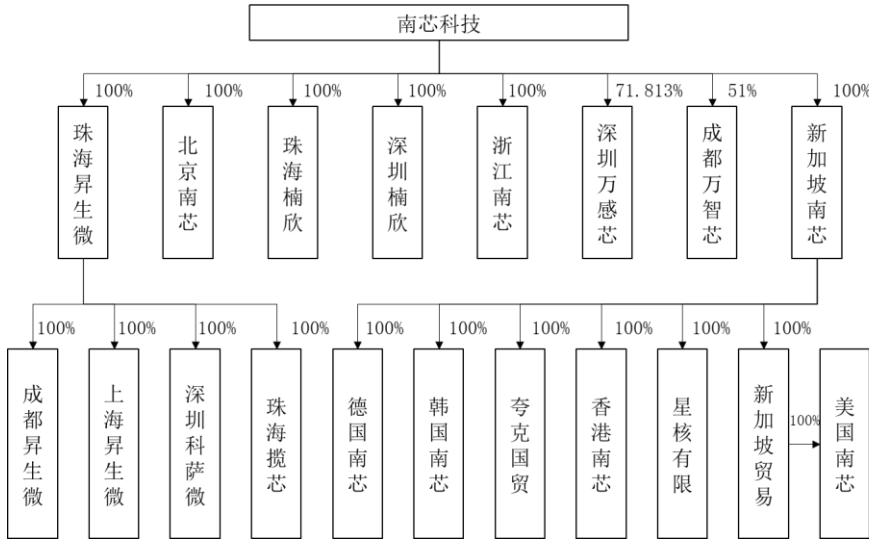 南芯科技
100%
100%
100%
100%
100%
71.813%
51%
100%
珠海昇生微
北京南芯
珠海楠欣
深圳楠欣
浙江南芯
深圳万感芯
成都万智芯
新加坡南芯
100%
100%
100%
100%
100%
100%
100%
100%
100%
100%
成都昇生微
上海昇生微
深圳科萨微
珠海揽芯
德国南芯
韩国南芯
夸克国贸
香港南芯
星核有限
新加坡贸易
100%
美国南芯